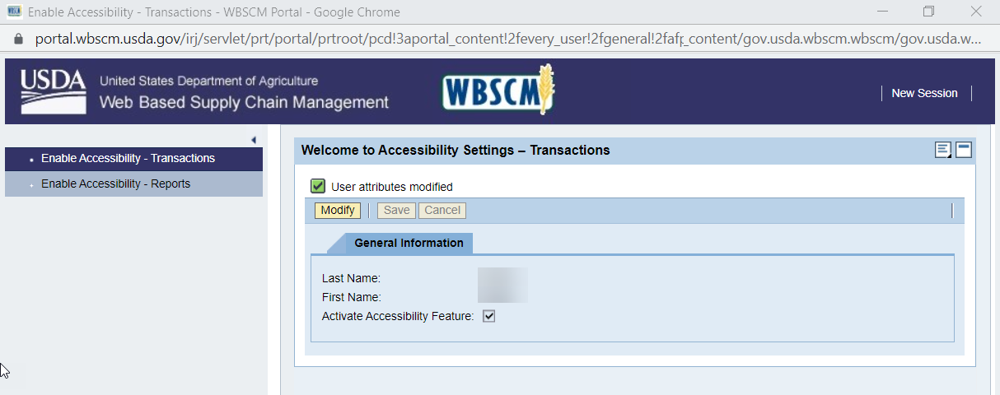 Enable Accessibility - Transactions - WBSCM Portal - Google Chrome
portal.wbscm.usda.gov/irj/servlet/prt/portal/prtroot/pcd!3aportal_content!2fevery_user!2fgeneral!2fafp_content/gov.usda.wbscm.wbscm/gov.usda.w...
USDA
United States Department of Agriculture
Web Based Supply Chain Management
WBSCM
New Session
Enable Accessibility - Transactions
Enable Accessibility - Reports
Welcome to Accessibility Settings – Transactions
User attributes modified
Modify Save Cancel
General Information
Last Name:
First Name:
Activate Accessibility Feature: